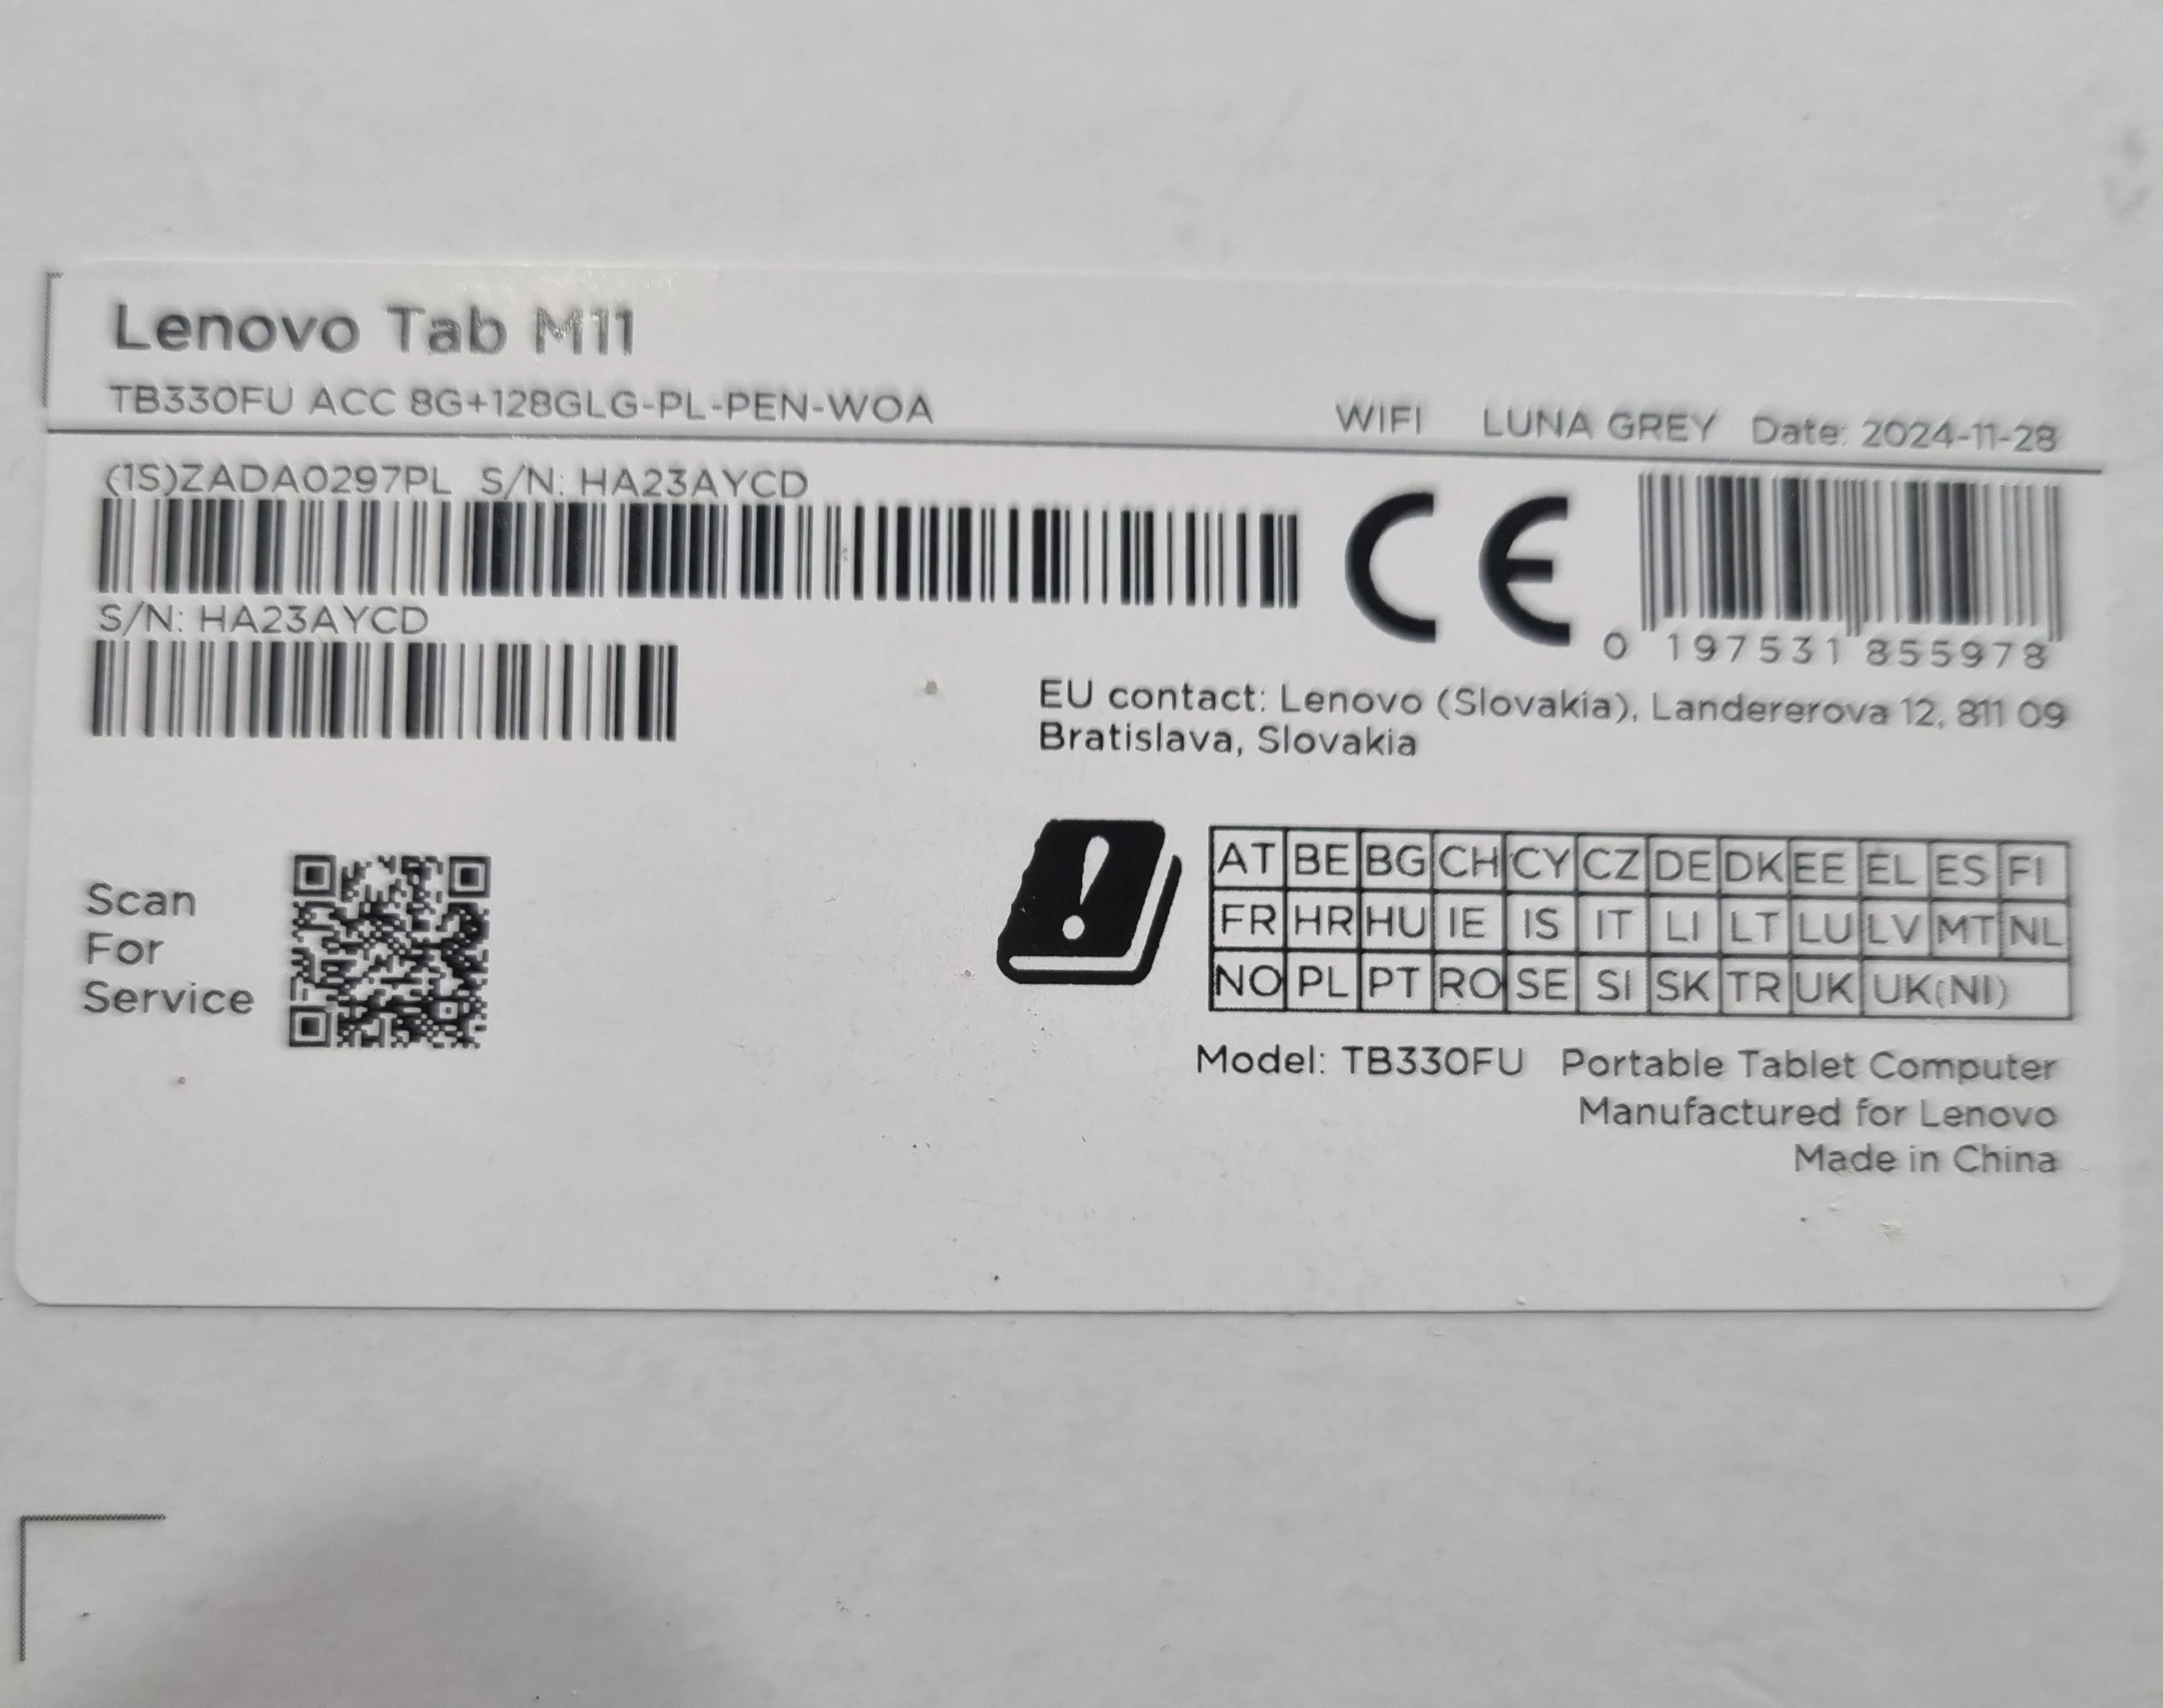 Lenovo Tab M11
TB330FU ACC 8G+128GLG-PL-PEN-WOA WIFI LUNA GREY Date: 2024-11-28
(1S)ZADA0297PL S/N: HA23AYCD
S/N: HA23AYCD
CE
0 197531 855978
EU contact: Lenovo (Slovakia), Landererova 12, 811 09
Bratislava, Slovakia
Scan
For
Service
AT BE BG CH CY CZ DE DK EE EL ES FI
FR HR HU IE IS IT LI LT LU LV MT NL
NO PL PT RO SE SI SK TR UK UK(NI)
Model: TB330FU Portable Tablet Computer
Manufactured for Lenovo
Made in China